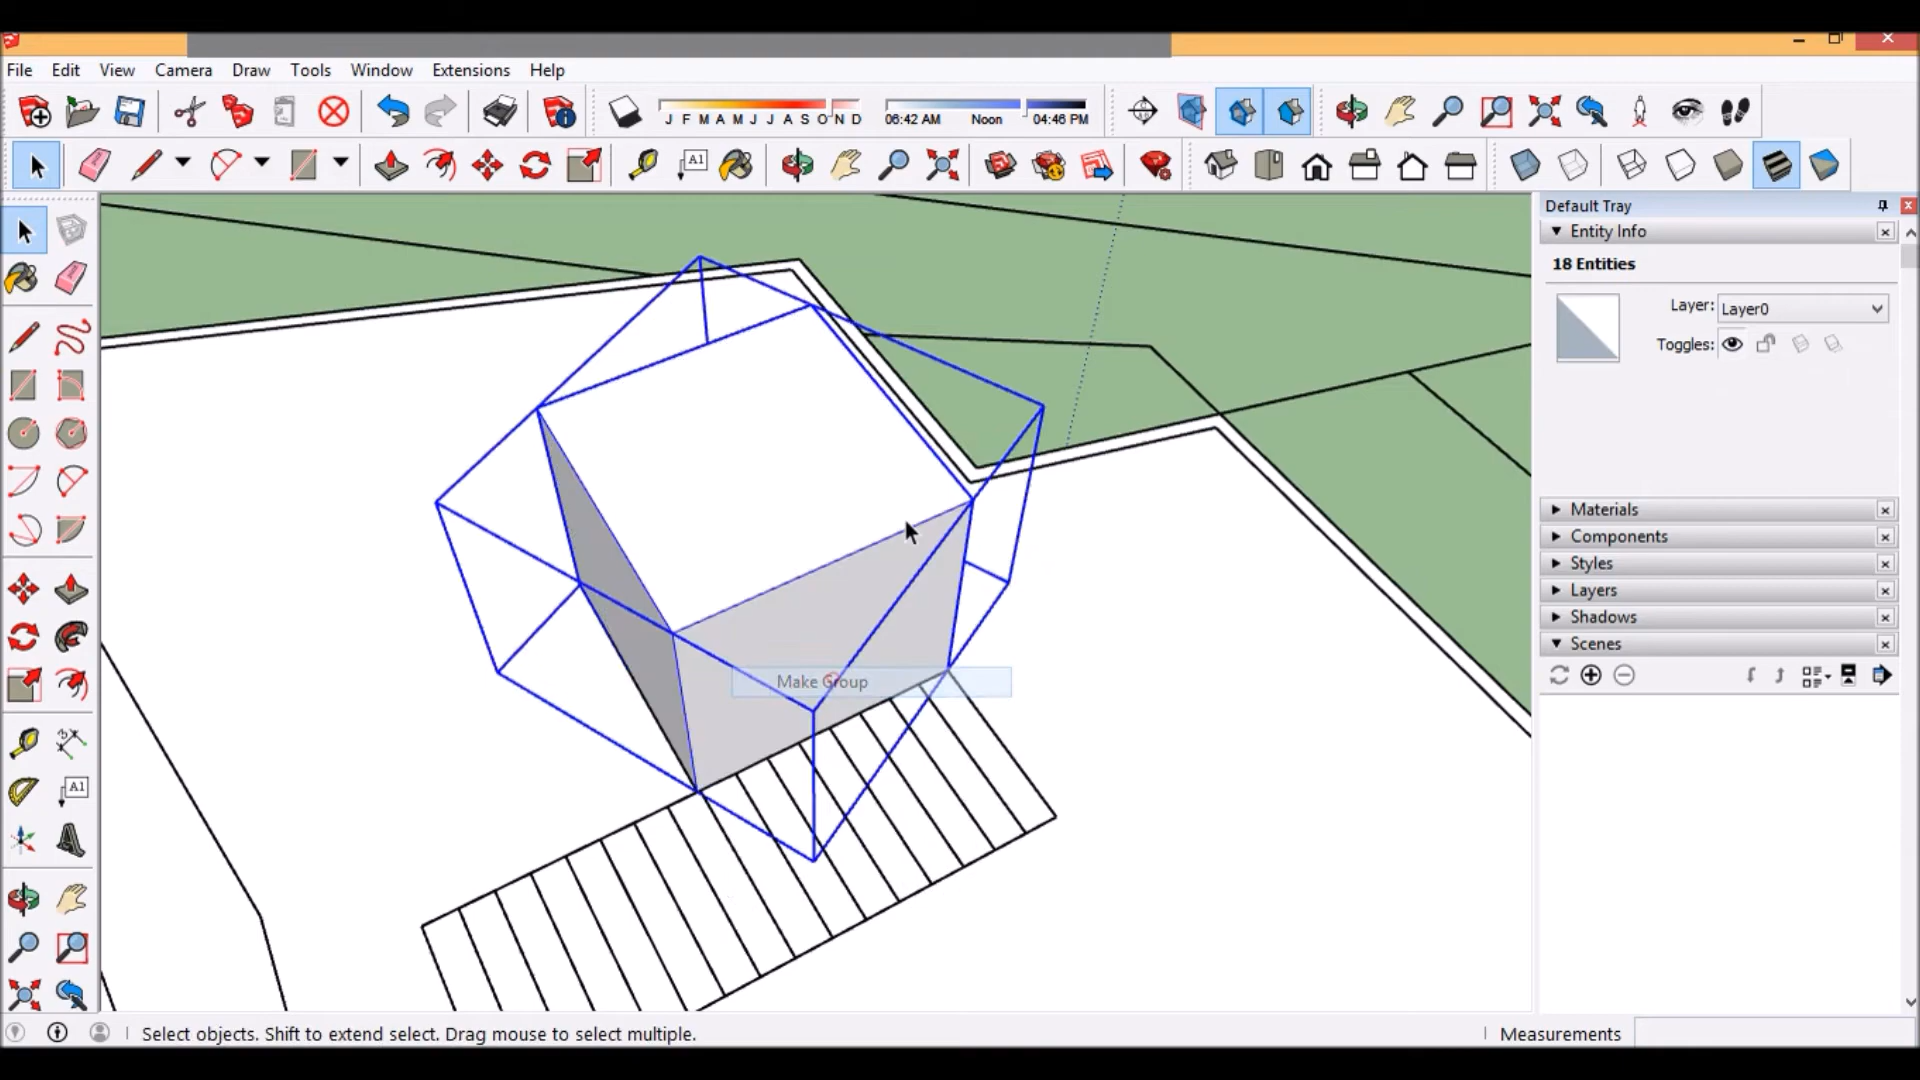 File Edit View Camera Draw Tools Window Extensions Help
J F M A M J J A S O N D 06:42 AM Noon 04:46 PM
A1
Default Tray
Entity Info
18 Entities
Layer: Layer0
Toggles:
Materials
Components
Styles
Layers
Shadows
Scenes
Make Group
A1
Select objects. Shift to extend select. Drag mouse to select multiple.
Measurements